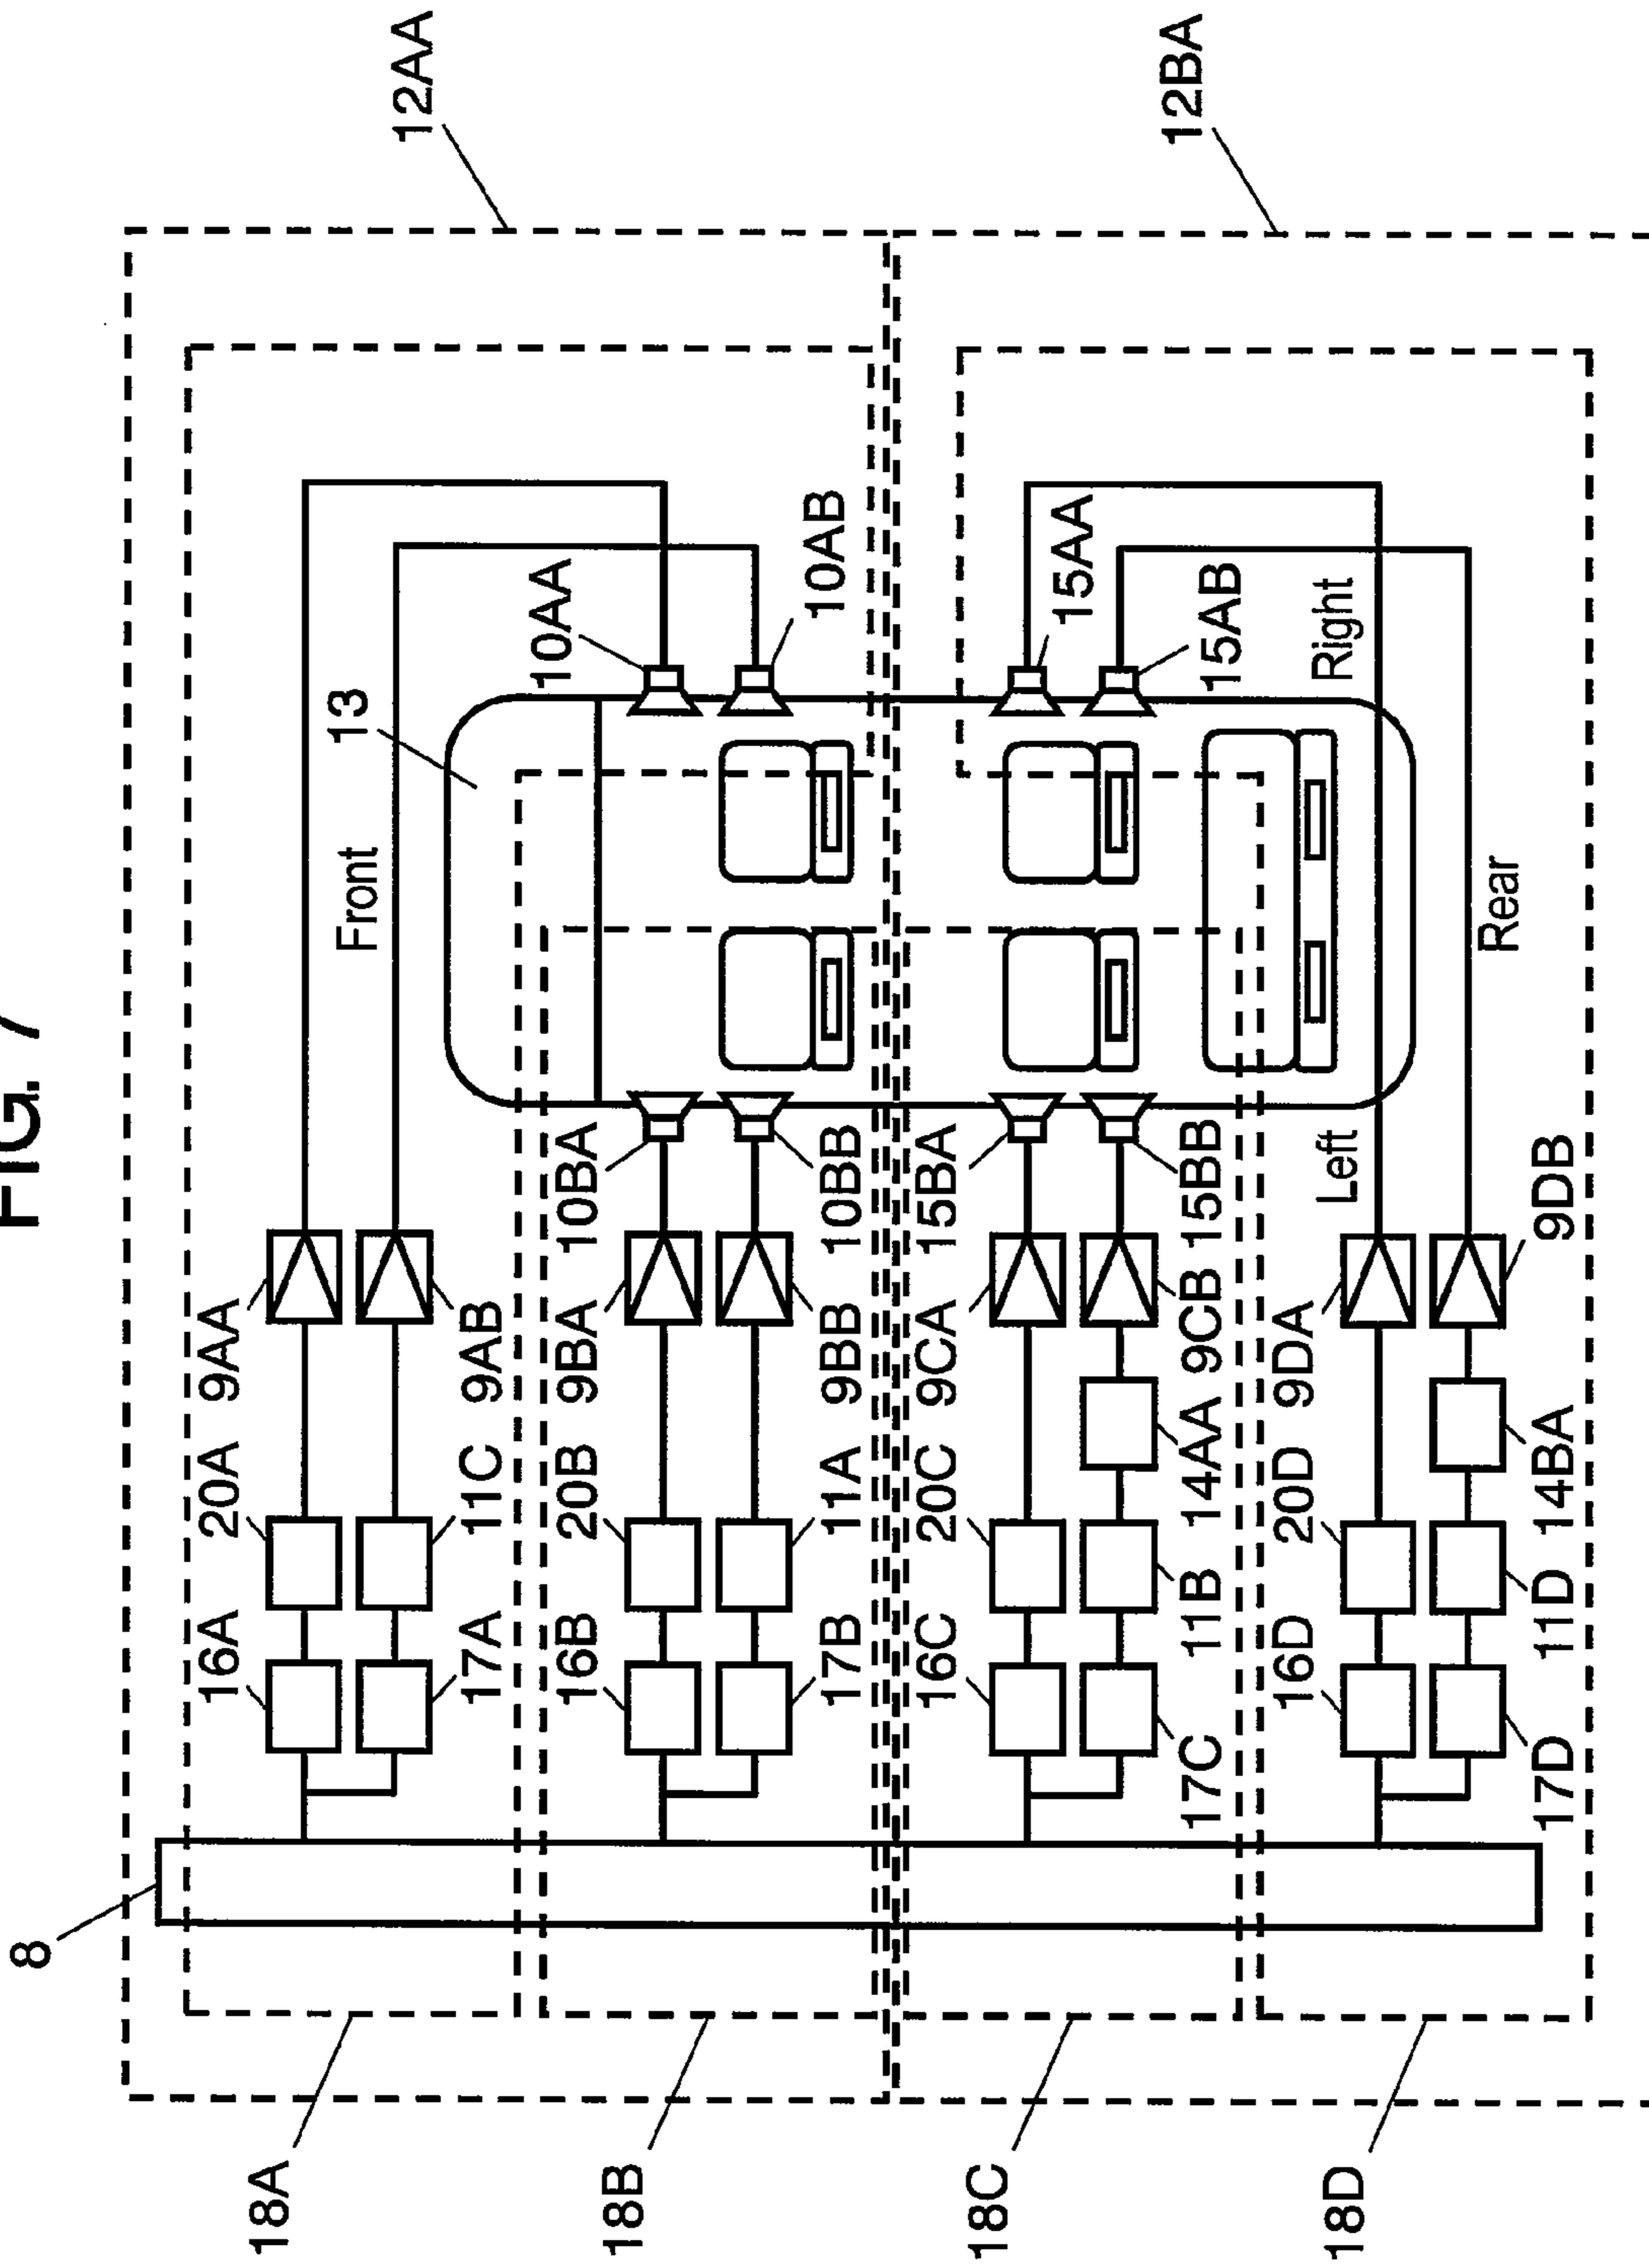 FIG. 7
8
12AA
12BA
18A
18B
18C
18D
13
Front
Rear
Left
Right
16A
20A
9AA
17A
11C
9AB
10AA
10AB
16B
20B
9BA
10BA
17B
11A
9BB
10BB
16C
20C
9CA
15BA
17C
11B
14AA
9CB
15BB
15AA
15AB
16D
20D
9DA
17D
11D
14BA
9DB